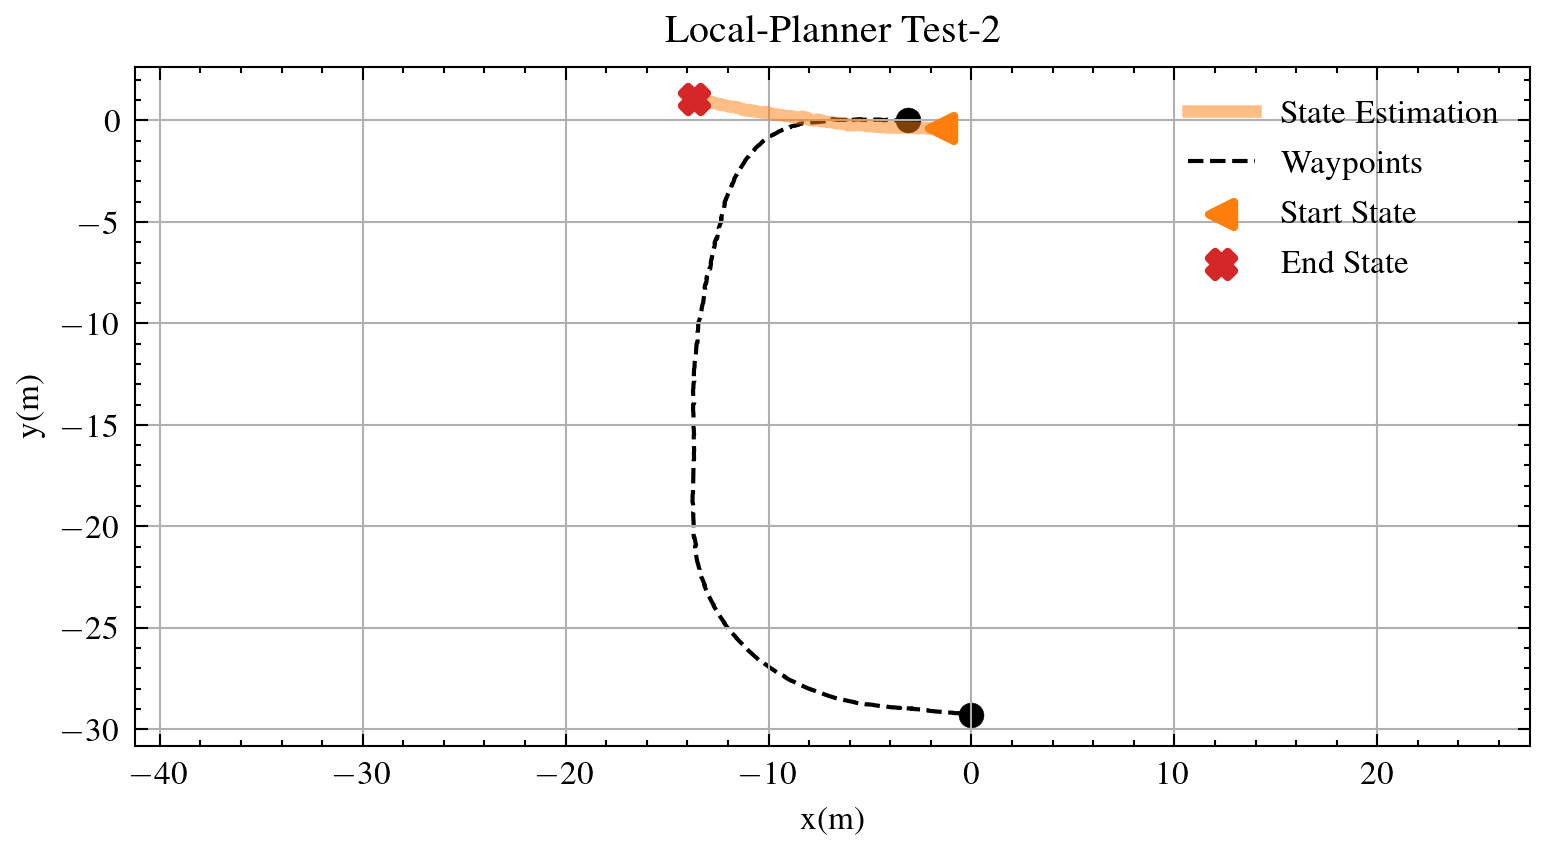 Local-Planner Test-2
State Estimation
Waypoints
Start State
End State
0
−5
−10
−15
−20
−25
−30
y(m)
−40 −30 −20 −10 0 10 20
x(m)